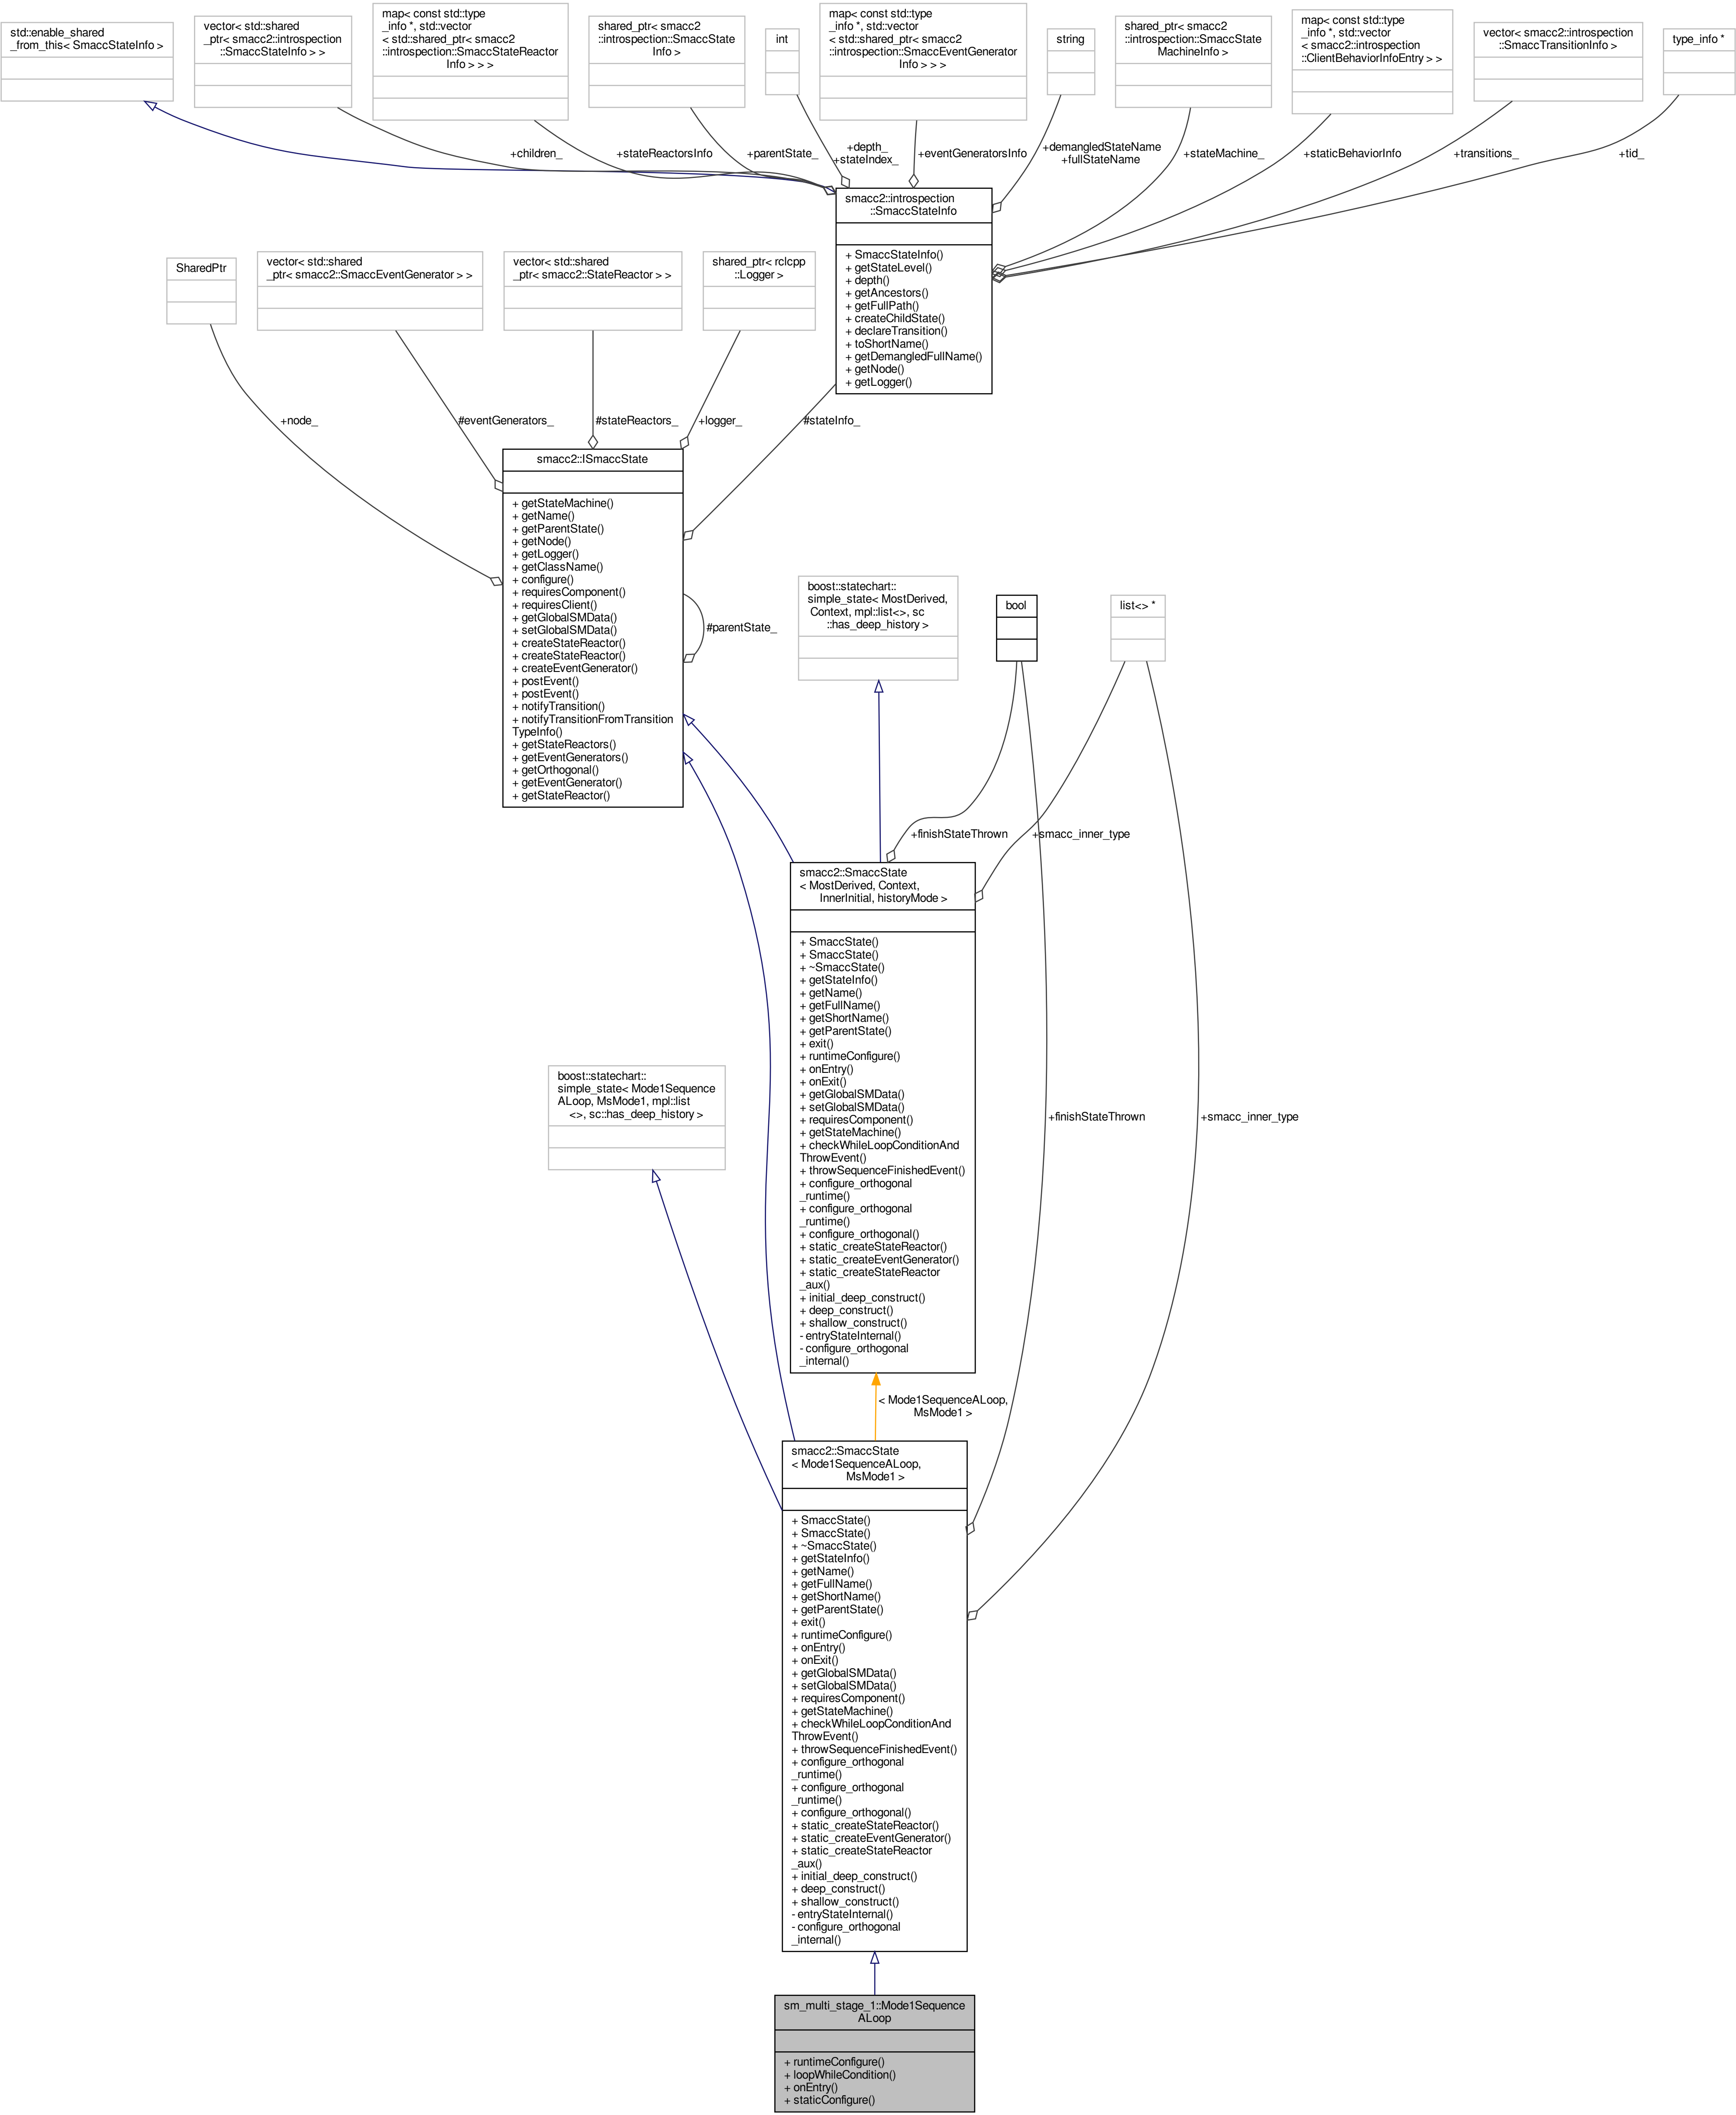 std::enable_shared
_from_this< SmaccStateInfo >
vector< std::shared
_ptr< smacc2::introspection
::SmaccStateInfo > >
map< const std::type
_info *, std::vector
< std::shared_ptr< smacc2
::introspection::SmaccStateReactor
Info > > >
shared_ptr< smacc2
::introspection::SmaccState
Info >
int
map< const std::type
_info *, std::vector
< std::shared_ptr< smacc2
::introspection::SmaccEventGenerator
Info > > >
string
shared_ptr< smacc2
::introspection::SmaccState
MachineInfo >
map< const std::type
_info *, std::vector
< smacc2::introspection
::ClientBehaviorInfoEntry > >
vector< smacc2::introspection
::SmaccTransitionInfo >
type_info *
+children_
+stateReactorsInfo
+parentState_
+depth_
+stateIndex_
+eventGeneratorsInfo
+demangledStateName
+fullStateName
+stateMachine_
+staticBehaviorInfo
+transitions_
+tid_
smacc2::introspection
::SmaccStateInfo
+ SmaccStateInfo()
+ getStateLevel()
+ depth()
+ getAncestors()
+ getFullPath()
+ createChildState()
+ declareTransition()
+ toShortName()
+ getDemangledFullName()
+ getNode()
+ getLogger()
SharedPtr
vector< std::shared
_ptr< smacc2::SmaccEventGenerator > >
vector< std::shared
_ptr< smacc2::StateReactor > >
shared_ptr< rclcpp
::Logger >
+node_
#eventGenerators_
#stateReactors_
+logger_
#stateInfo_
smacc2::ISmaccState
+ getStateMachine()
+ getName()
+ getParentState()
+ getNode()
+ getLogger()
+ getClassName()
+ configure()
+ requiresComponent()
+ requiresClient()
+ getGlobalSMData()
+ setGlobalSMData()
+ createStateReactor()
+ createStateReactor()
+ createEventGenerator()
+ postEvent()
+ postEvent()
+ notifyTransition()
+ notifyTransitionFromTransition
TypeInfo()
+ getStateReactors()
+ getEventGenerators()
+ getOrthogonal()
+ getEventGenerator()
+ getStateReactor()
#parentState_
boost::statechart::
simple_state< MostDerived,
Context, mpl::list<>, sc
::has_deep_history >
bool
list<> *
+finishStateThrown
+smacc_inner_type
smacc2::SmaccState
< MostDerived, Context,
InnerInitial, historyMode >
+ SmaccState()
+ SmaccState()
+ ~SmaccState()
+ getStateInfo()
+ getName()
+ getFullName()
+ getShortName()
+ getParentState()
+ exit()
+ runtimeConfigure()
+ onEntry()
+ onExit()
+ getGlobalSMData()
+ setGlobalSMData()
+ requiresComponent()
+ getStateMachine()
+ checkWhileLoopConditionAnd
ThrowEvent()
+ throwSequenceFinishedEvent()
+ configure_orthogonal
_runtime()
+ configure_orthogonal
_runtime()
+ configure_orthogonal()
+ static_createStateReactor()
+ static_createEventGenerator()
+ static_createStateReactor
_aux()
+ initial_deep_construct()
+ deep_construct()
+ shallow_construct()
- entryStateInternal()
- configure_orthogonal
_internal()
boost::statechart::
simple_state< Mode1Sequence
ALoop, MsMode1, mpl::list
<>, sc::has_deep_history >
+finishStateThrown
+smacc_inner_type
< Mode1SequenceALoop,
MsMode1 >
smacc2::SmaccState
< Mode1SequenceALoop,
MsMode1 >
+ SmaccState()
+ SmaccState()
+ ~SmaccState()
+ getStateInfo()
+ getName()
+ getFullName()
+ getShortName()
+ getParentState()
+ exit()
+ runtimeConfigure()
+ onEntry()
+ onExit()
+ getGlobalSMData()
+ setGlobalSMData()
+ requiresComponent()
+ getStateMachine()
+ checkWhileLoopConditionAnd
ThrowEvent()
+ throwSequenceFinishedEvent()
+ configure_orthogonal
_runtime()
+ configure_orthogonal
_runtime()
+ configure_orthogonal()
+ static_createStateReactor()
+ static_createEventGenerator()
+ static_createStateReactor
_aux()
+ initial_deep_construct()
+ deep_construct()
+ shallow_construct()
- entryStateInternal()
- configure_orthogonal
_internal()
sm_multi_stage_1::Mode1Sequence
ALoop
+ runtimeConfigure()
+ loopWhileCondition()
+ onEntry()
+ staticConfigure()